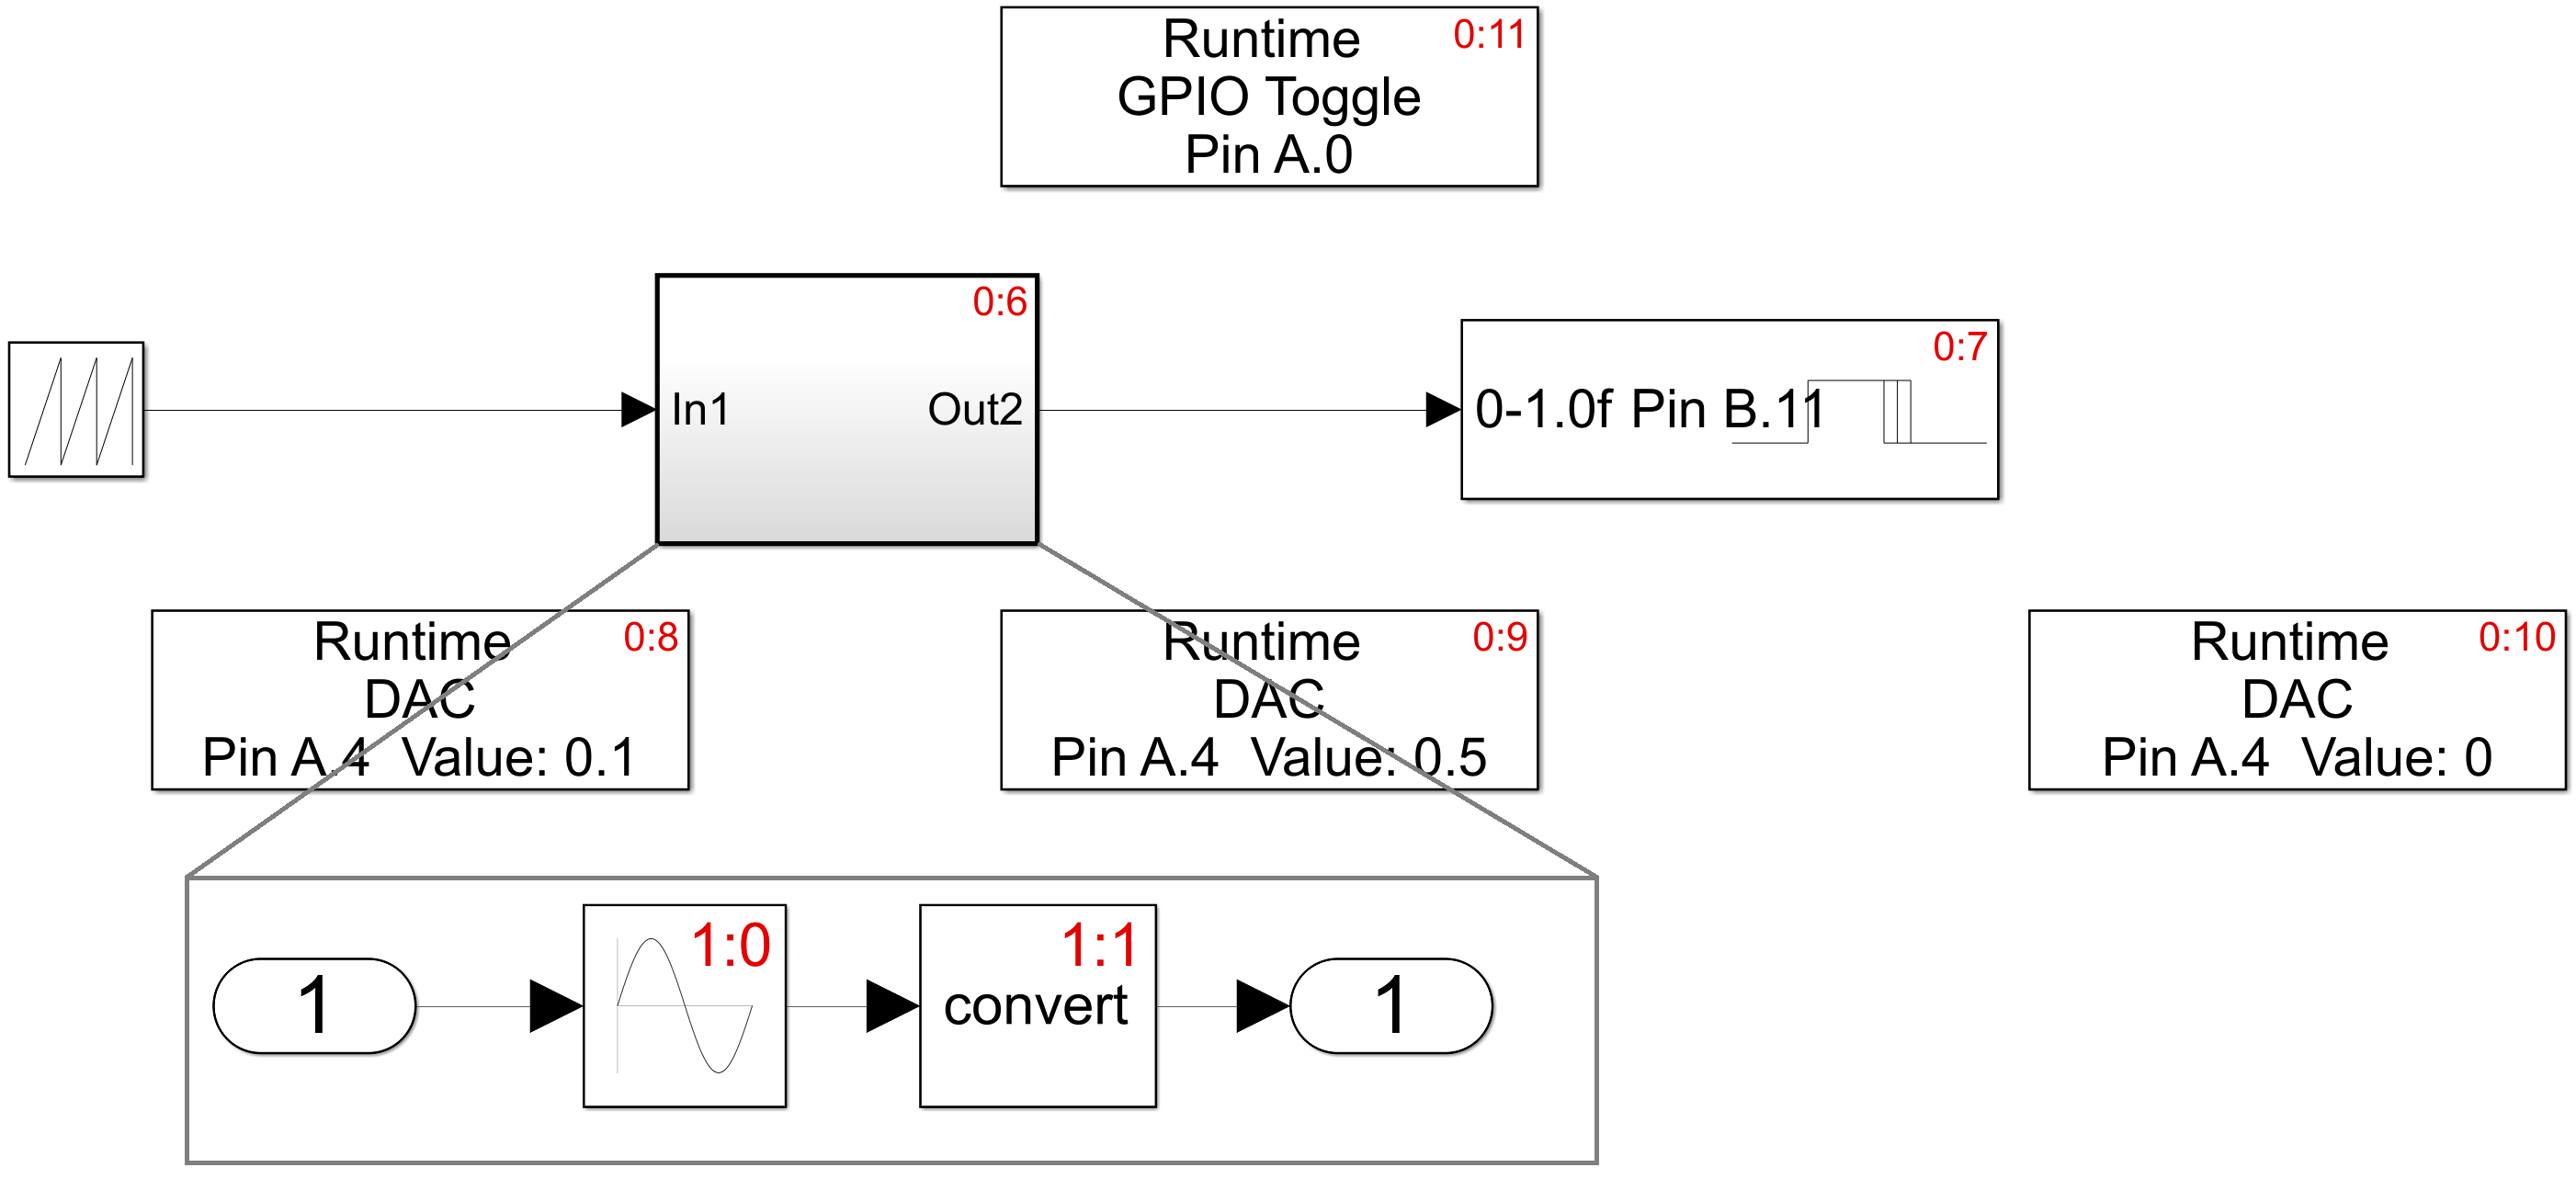 Runtime 0:11
GPIO Toggle
Pin A.0
0:6
In1 Out2
0:7
0-1.0f Pin B.11
Runtime 0:8
DAC
Pin A.4 Value: 0.1
Runtime 0:9
DAC
Pin A.4 Value: 0.5
Runtime 0:10
DAC
Pin A.4 Value: 0
1
1:0
1:1
convert
1